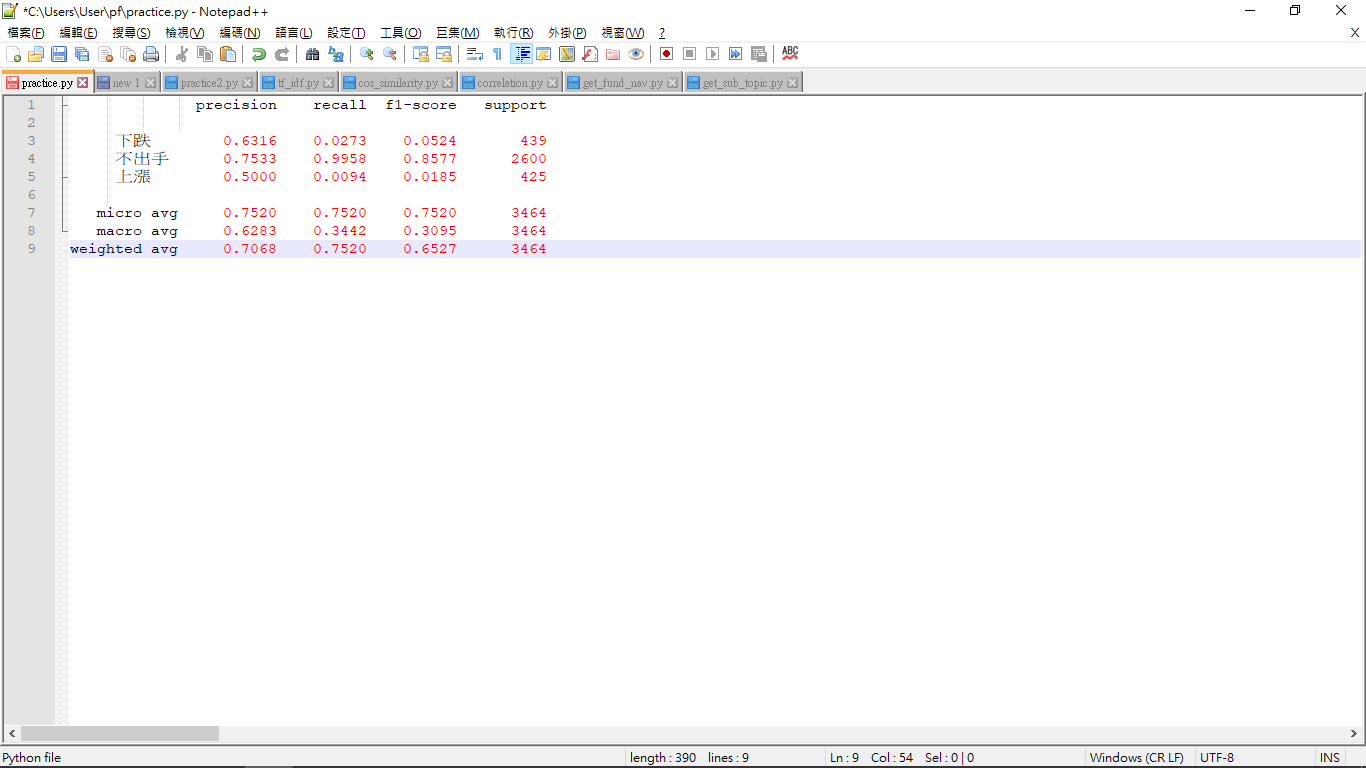 *C:\Users\User\pf\practice.py - Notepad++
檔案(F) 編輯(E) 搜尋(S) 檢視(V) 編碼(N) 語言(L) 設定(T) 工具(O) 巨集(M) 執行(R) 外掛(P) 視窗(W) ? X
practice.py new 1 practice2.py tf_idf.py cos_similarity.py correlation.py get_fund_nav.py get_sub_topic.py
1 precision recall f1-score support
2
3 下跌 0.6316 0.0273 0.0524 439
4 不出手 0.7533 0.9958 0.8577 2600
5 上漲 0.5000 0.0094 0.0185 425
6
7 micro avg 0.7520 0.7520 0.7520 3464
8 macro avg 0.6283 0.3442 0.3095 3464
9 weighted avg 0.7068 0.7520 0.6527 3464
Python file length : 390 lines : 9 Ln : 9 Col : 54 Sel : 0 | 0 Windows (CR LF) UTF-8 INS